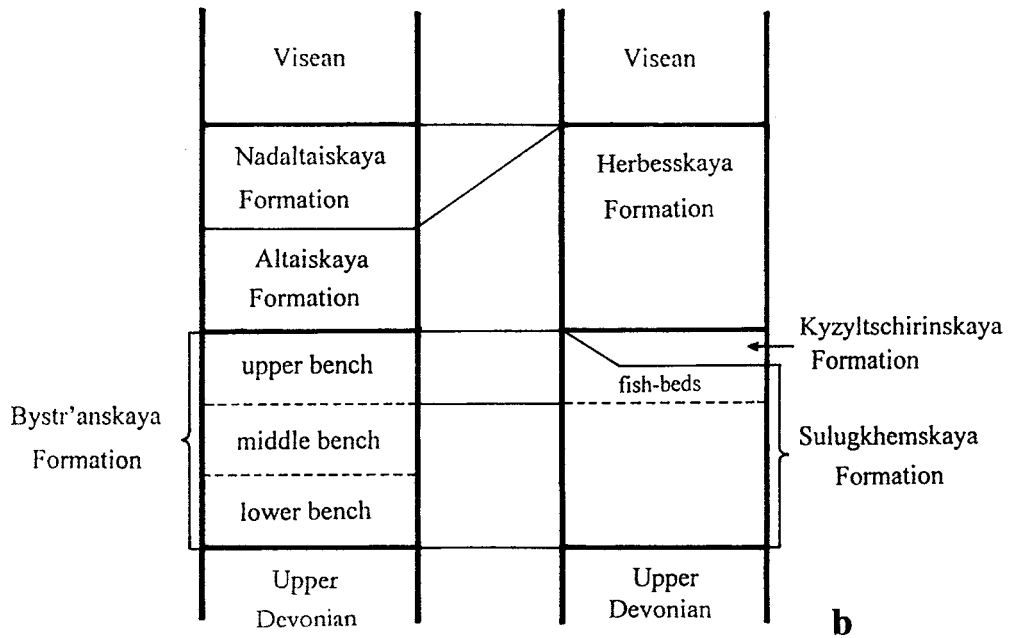 Visean
Visean
Nadaltaiskaya
Formation
Herbesskaya
Formation
Altaiskaya
Formation
Kyzyltschirinskaya
Formation
upper bench
fish-beds
Bystr'anskaya
Formation
middle bench
Sulugkhemskaya
Formation
lower bench
Upper
Devonian
Upper
Devonian
b